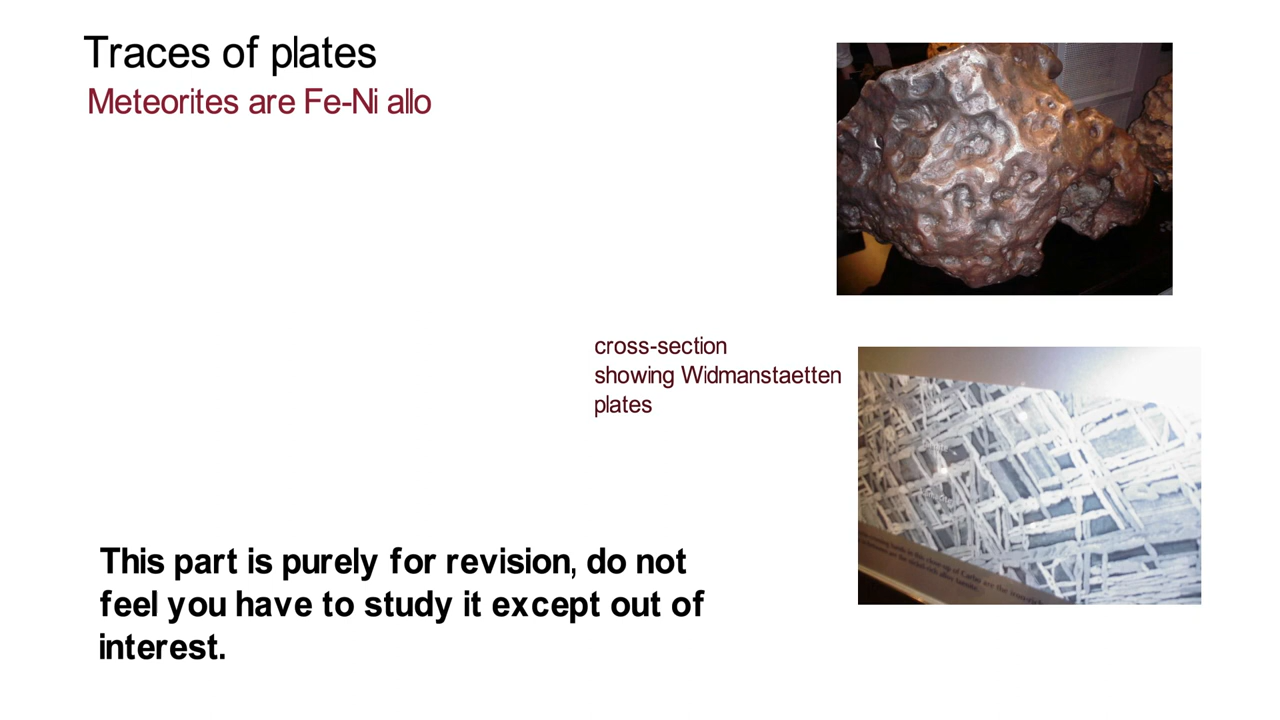 Traces of plates
Meteorites are Fe-Ni allo
cross-section
showing Widmanstaetten
plates
This part is purely for revision, do not
feel you have to study it except out of
interest.